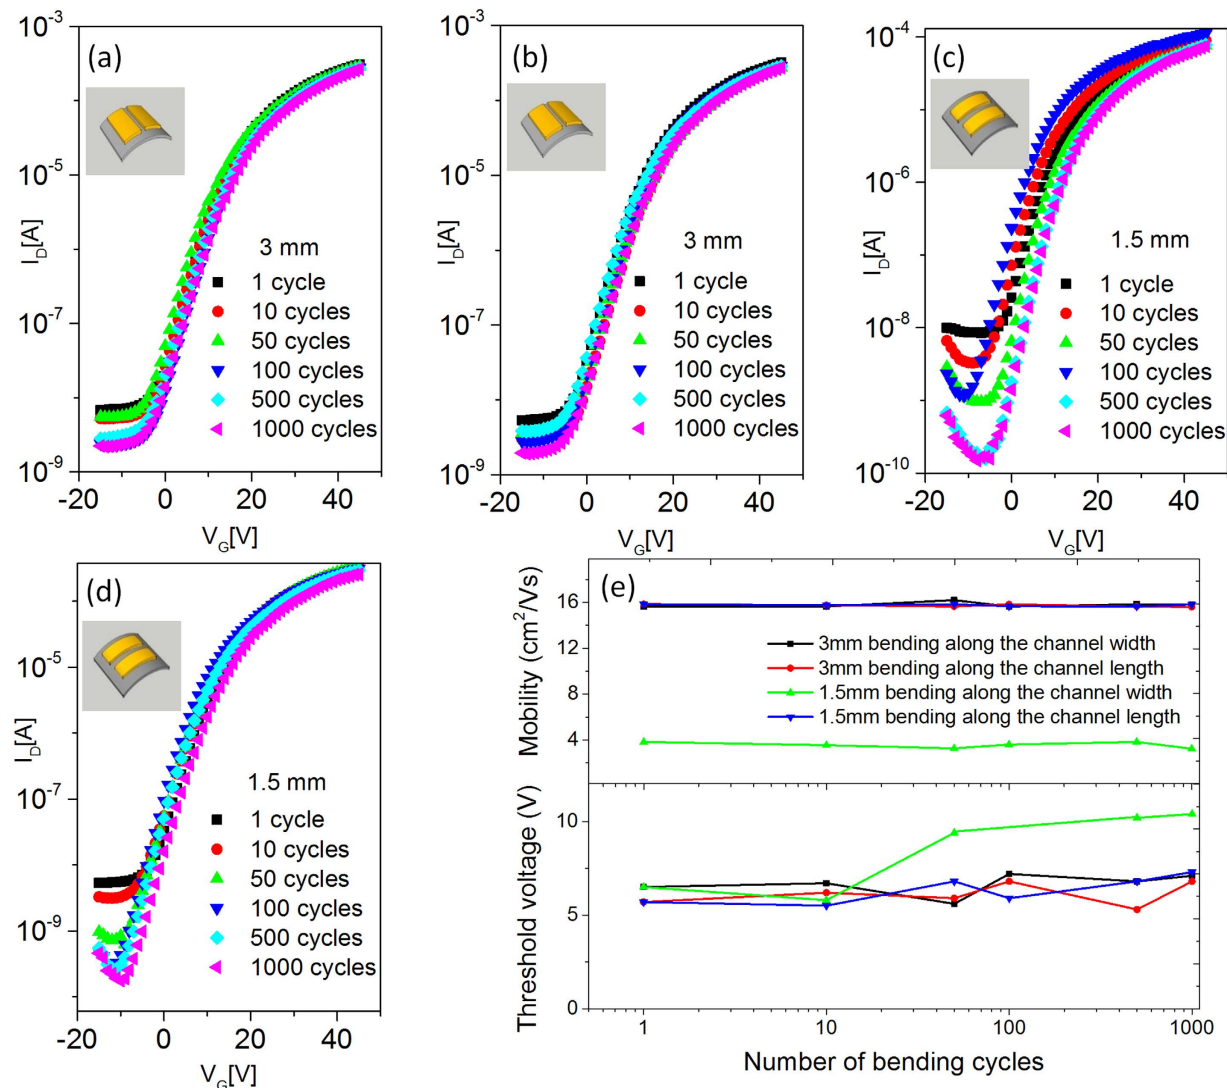 (a)
10⁻³
10⁻⁵
10⁻⁷
10⁻⁹
I_D[A]
3 mm
1 cycle
10 cycles
50 cycles
100 cycles
500 cycles
1000 cycles
-20 0 20 40
V_G[V]
(b)
10⁻³
10⁻⁵
10⁻⁷
10⁻⁹
I_D[A]
3 mm
1 cycle
10 cycles
50 cycles
100 cycles
500 cycles
1000 cycles
-20 0 20 40
V_G[V]
(c)
10⁻⁴
10⁻⁶
10⁻⁸
10⁻¹⁰
I_D[A]
1.5 mm
1 cycle
10 cycles
50 cycles
100 cycles
500 cycles
1000 cycles
-20 0 20 40
V_G[V]
(d)
10⁻⁵
10⁻⁷
10⁻⁹
I_D[A]
1.5 mm
1 cycle
10 cycles
50 cycles
100 cycles
500 cycles
1000 cycles
-20 0 20 40
V_G[V]
(e)
Mobility (cm²/Vs)
16
12
8
4
3mm bending along the channel width
3mm bending along the channel length
1.5mm bending along the channel width
1.5mm bending along the channel length
Threshold voltage (V)
10
5
0
1 10 100 1000
Number of bending cycles